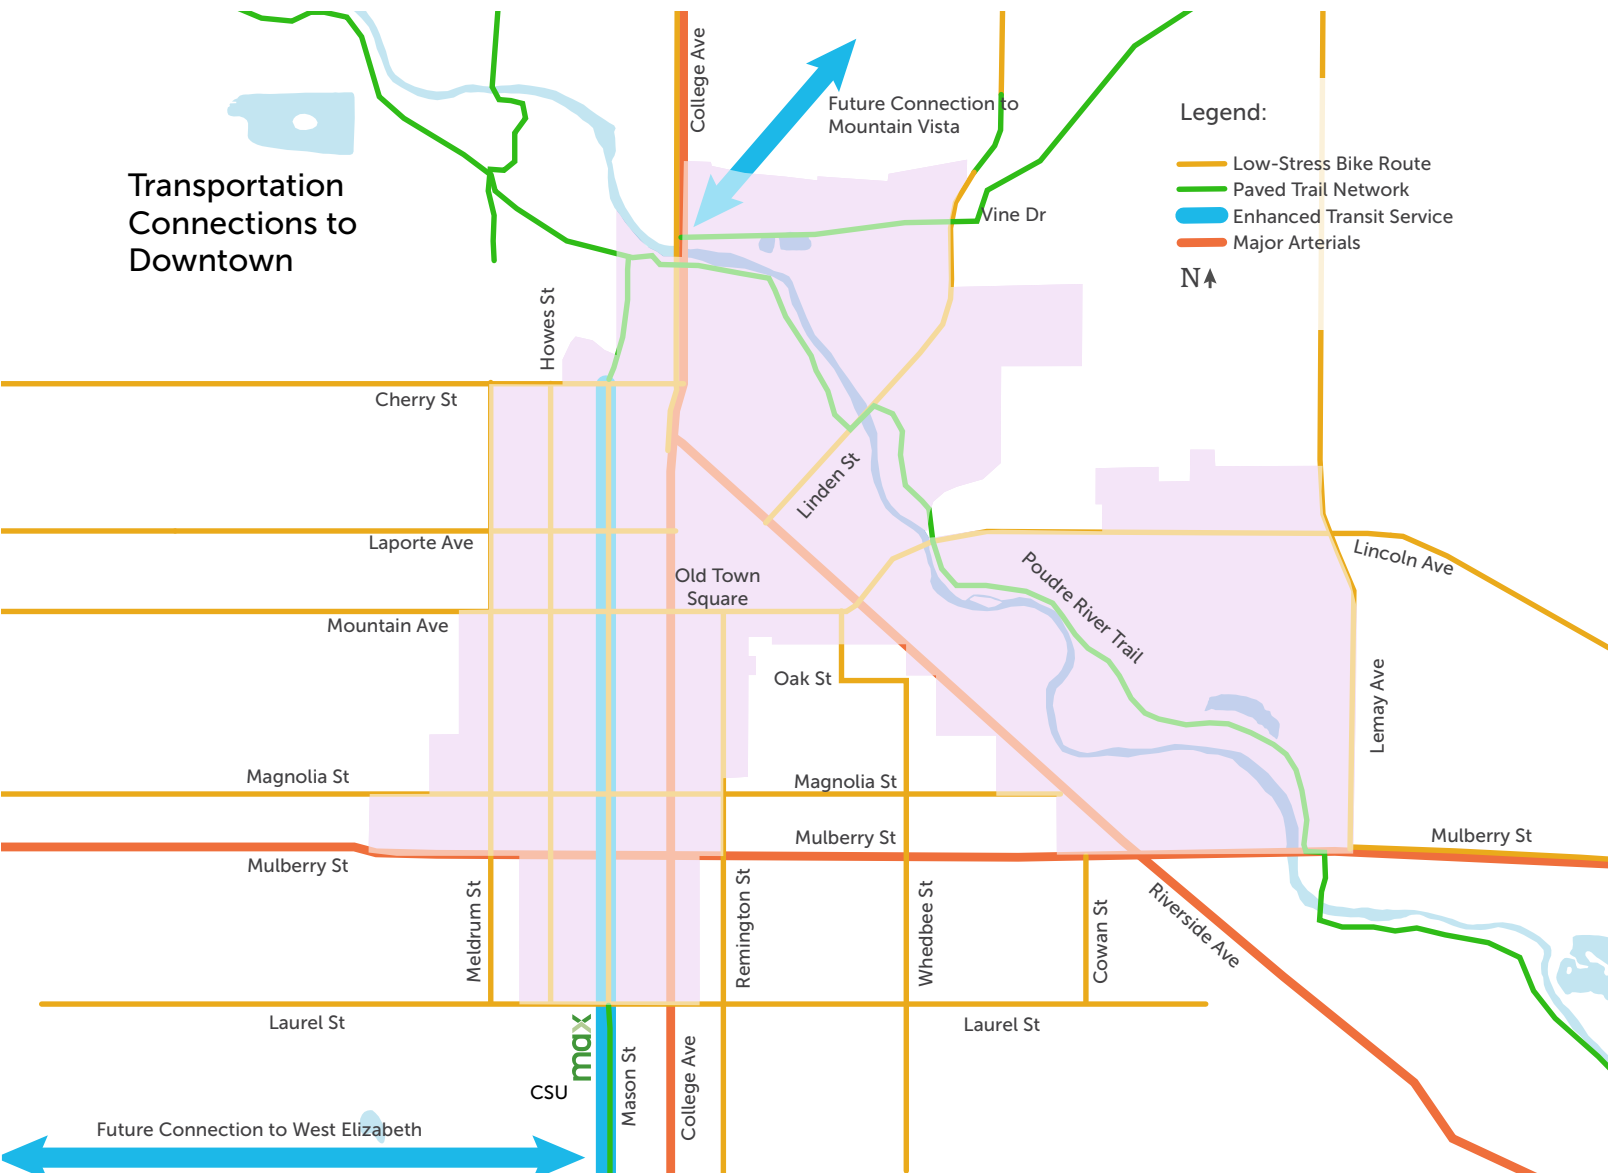 College Ave
Future Connection to
Mountain Vista
Legend:
Low-Stress Bike Route
Paved Trail Network
Enhanced Transit Service
Major Arterials
N
Transportation
Connections to
Downtown
Vine Dr
Howes St
Cherry St
Linden St
Laporte Ave
Lincoln Ave
Old Town
Square
Poudre River Trail
Mountain Ave
Oak St
Lemay Ave
Magnolia St
Magnolia St
Mulberry St
Mulberry St
Mulberry St
Meldrum St
Remington St
Whedbee St
Cowan St
Riverside Ave
Laurel St
Laurel St
max
CSU
Mason St
College Ave
Future Connection to West Elizabeth